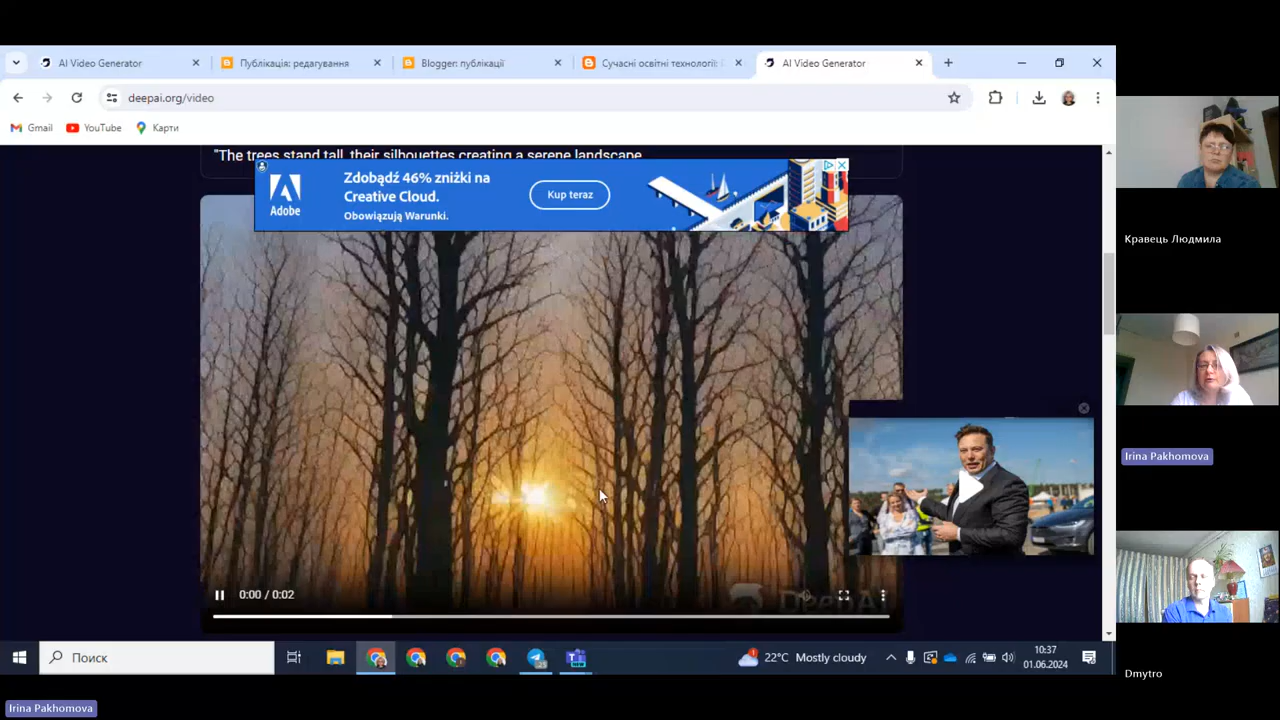 AI Video Generator
Публікація: редагування
Blogger: публікації
Сучасні освітні технології:
AI Video Generator
deepai.org/video
Gmail
YouTube
Карти
"The trees stand tall, their silhouettes creating a serene landscape
Adobe
Zdobądź 46% zniżki na
Creative Cloud.
Obowiązują Warunki.
Kup teraz
0:00 / 0:02
DeepAI
Поиск
22°C Mostly cloudy
10:37
01.06.2024
Кравець Людмила
Irina Pakhomova
Dmytro
Irina Pakhomova